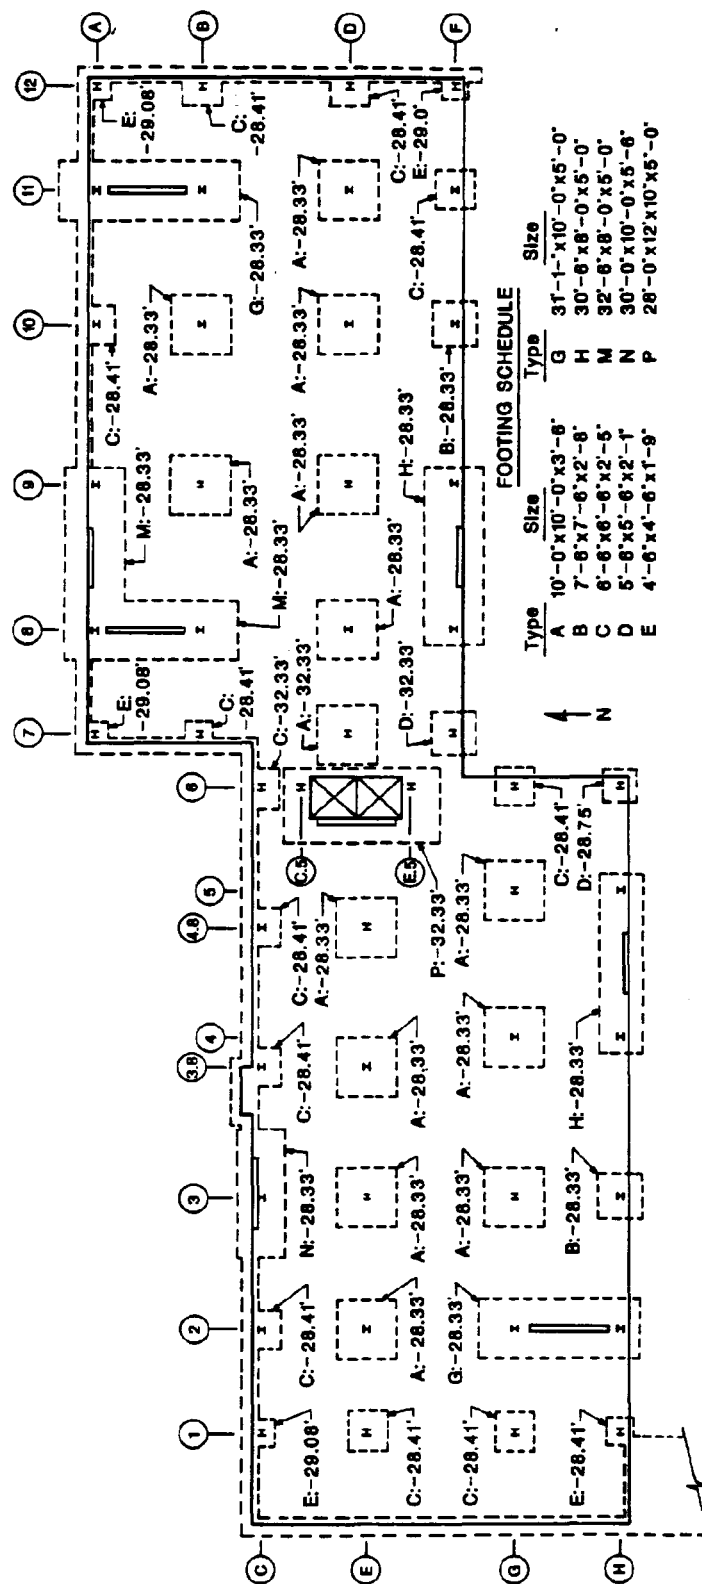 1
2
3
3.8
4
4.8
5
6
7
8
9
10
11
12
A
B
D
F
C
E
G
H
C.5
E.5
E:
-29.08'
C:
-28.41'
M:-28.33'
M:-28.33'
C:-28.41'
A:-28.33'
A:-28.33'
G:-28.33'
E:
-29.08'
C:
-28.41'
A:-28.33'
A:-28.33'
A:-28.33'
A:-28.33'
C:-28.41'
E:-29.0'
C:-28.41'
B:-28.33'
H:-28.33'
C:-32.33'
A:-32.33'
D:-32.33'
E:-29.08'
C:-28.41'
N:-28.33'
C:-28.41'
C:-28.41'
A:-28.33'
C:-28.41'
A:-28.33'
A:-28.33'
A:-28.33'
P:-32.33'
C:-28.41'
G:-28.33'
A:-28.33'
A:-28.33'
A:-28.33'
C:-28.41'
D:-28.75'
E:-28.41'
B:-28.33'
H:-28.33'
N
FOOTING SCHEDULE
Type Size Type Size
A 10'-0"x10'-0"x3'-6" G 31'-1-"x10'-0"x5'-0"
B 7'-6"x7'-6"x2'-8" H 30'-6"x8'-0"x5'-0"
C 6'-6"x6'-6"x2'-5" M 32'-6"x8'-0"x5'-0"
D 5'-6"x5'-6"x2'-1" N 30'-0"x10'-0"x5'-6"
E 4'-6"x4'-6"x1'-9" P 28'-0"x12'x10"x5'-0"